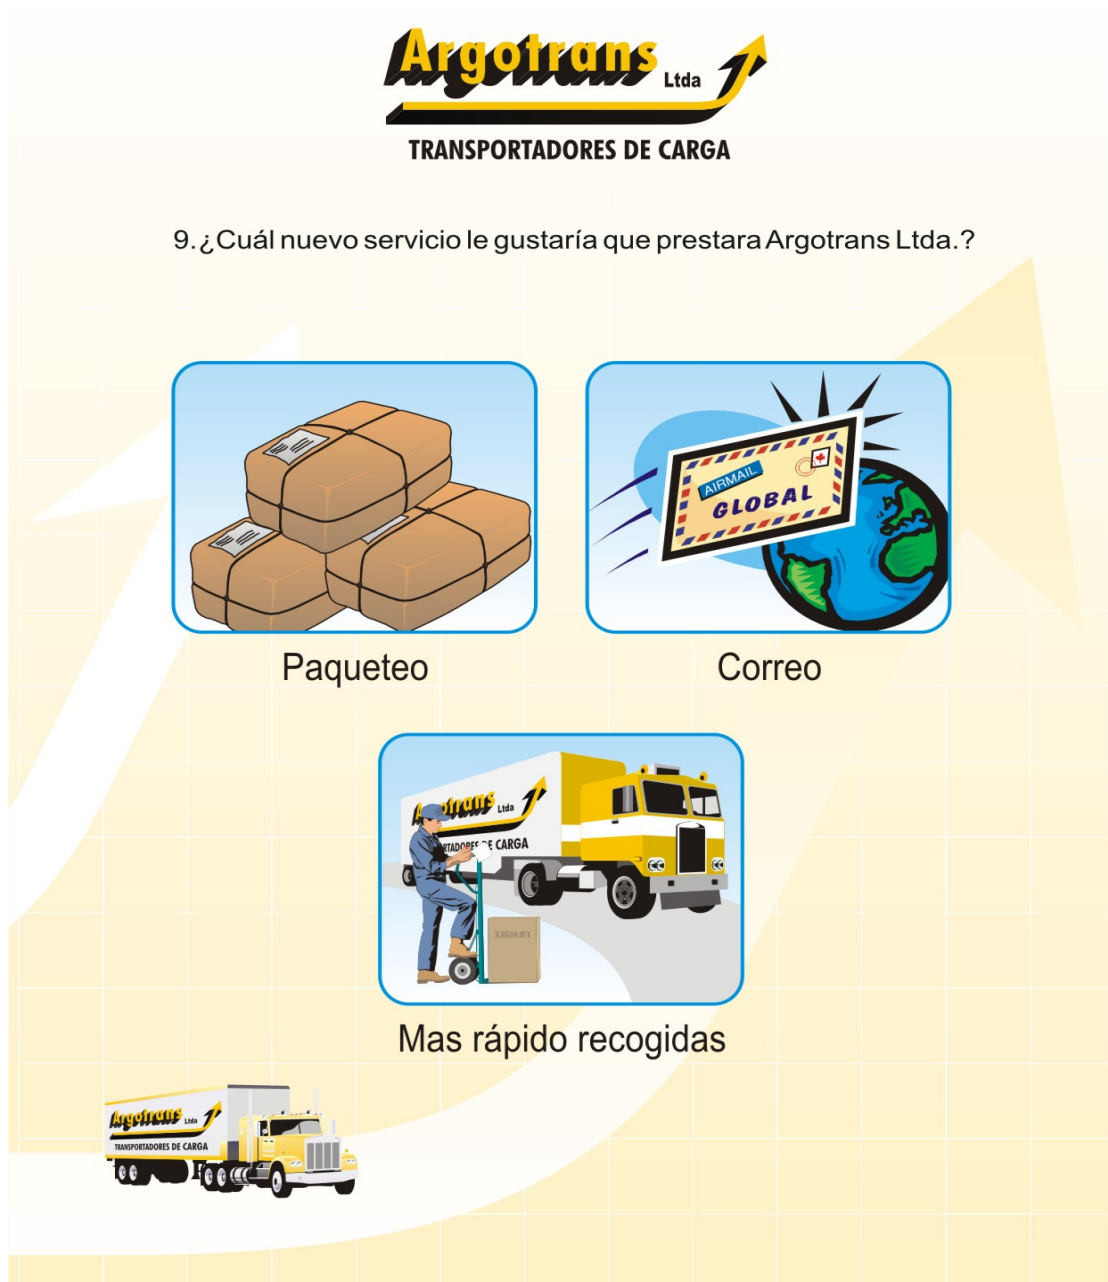 Argotrans Ltda
TRANSPORTADORES DE CARGA
9. ¿Cuál nuevo servicio le gustaría que prestara Argotrans Ltda.?
AIRMAIL
GLOBAL
Paqueteo
Correo
Ltda
DE CARGA
FRAGILE
Mas rápido recogidas
Argotrans Ltda
TRANSPORTADORES DE CARGA